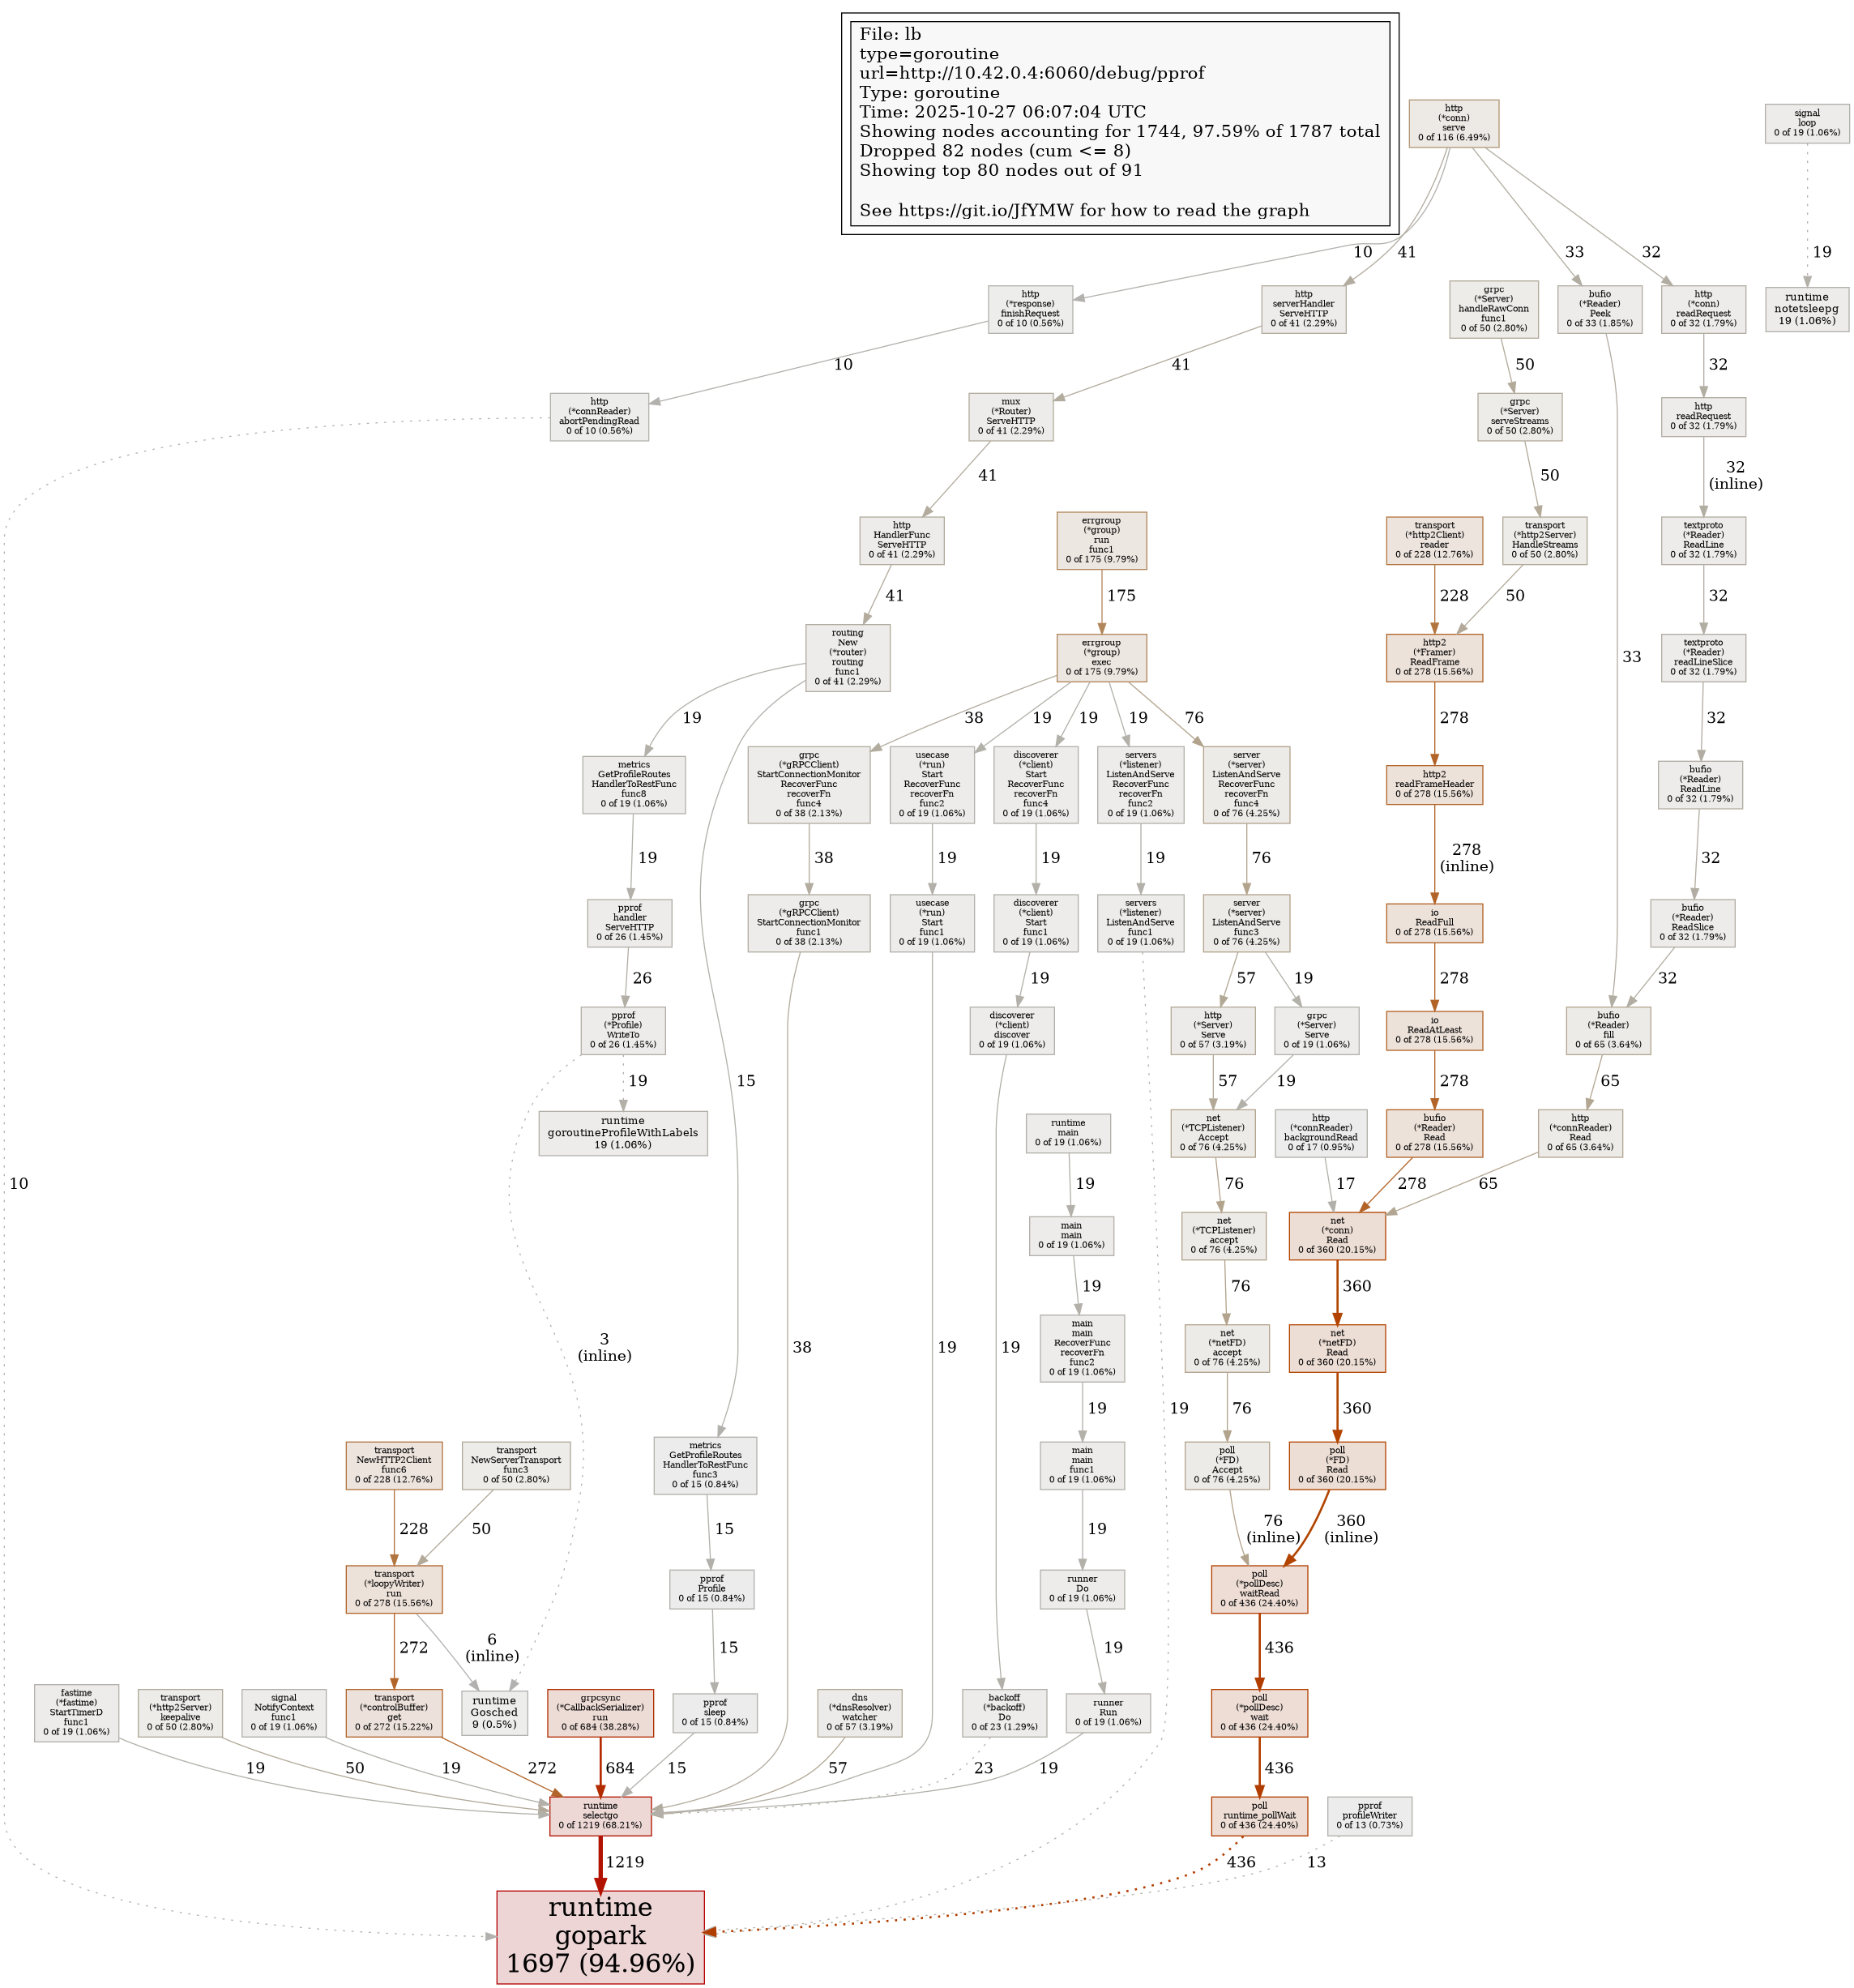 File: lb
type=goroutine
url=http://10.42.0.4:6060/debug/pprof
Type: goroutine
Time: 2025-10-27 06:07:04 UTC
Showing nodes accounting for 1744, 97.59% of 1787 total
Dropped 82 nodes (cum <= 8)
Showing top 80 nodes out of 91
See https://git.io/JfYMW for how to read the graph
http
(*conn)
serve
0 of 116 (6.49%)
signal
loop
0 of 19 (1.06%)
10
41
33
32
19
http
(*response)
finishRequest
0 of 10 (0.56%)
http
serverHandler
ServeHTTP
0 of 41 (2.29%)
grpc
(*Server)
handleRawConn
func1
0 of 50 (2.80%)
bufio
(*Reader)
Peek
0 of 33 (1.85%)
http
(*conn)
readRequest
0 of 32 (1.79%)
runtime
notetsleepg
19 (1.06%)
10
41
50
32
http
(*connReader)
abortPendingRead
0 of 10 (0.56%)
mux
(*Router)
ServeHTTP
0 of 41 (2.29%)
grpc
(*Server)
serveStreams
0 of 50 (2.80%)
http
readRequest
0 of 32 (1.79%)
41
50
32
(inline)
http
HandlerFunc
ServeHTTP
0 of 41 (2.29%)
errgroup
(*group)
run
func1
0 of 175 (9.79%)
transport
(*http2Client)
reader
0 of 228 (12.76%)
transport
(*http2Server)
HandleStreams
0 of 50 (2.80%)
textproto
(*Reader)
ReadLine
0 of 32 (1.79%)
41
175
228
50
32
routing
New
(*router)
routing
func1
0 of 41 (2.29%)
errgroup
(*group)
exec
0 of 175 (9.79%)
http2
(*Framer)
ReadFrame
0 of 278 (15.56%)
33
textproto
(*Reader)
readLineSlice
0 of 32 (1.79%)
19
38
19
19
19
76
278
32
metrics
GetProfileRoutes
HandlerToRestFunc
func8
0 of 19 (1.06%)
grpc
(*gRPCClient)
StartConnectionMonitor
RecoverFunc
recoverFn
func4
0 of 38 (2.13%)
usecase
(*run)
Start
RecoverFunc
recoverFn
func2
0 of 19 (1.06%)
discoverer
(*client)
Start
RecoverFunc
recoverFn
func4
0 of 19 (1.06%)
servers
(*listener)
ListenAndServe
RecoverFunc
recoverFn
func2
0 of 19 (1.06%)
server
(*server)
ListenAndServe
RecoverFunc
recoverFn
func4
0 of 76 (4.25%)
http2
readFrameHeader
0 of 278 (15.56%)
bufio
(*Reader)
ReadLine
0 of 32 (1.79%)
19
38
19
19
19
76
278
(inline)
32
pprof
handler
ServeHTTP
0 of 26 (1.45%)
grpc
(*gRPCClient)
StartConnectionMonitor
func1
0 of 38 (2.13%)
usecase
(*run)
Start
func1
0 of 19 (1.06%)
discoverer
(*client)
Start
func1
0 of 19 (1.06%)
servers
(*listener)
ListenAndServe
func1
0 of 19 (1.06%)
server
(*server)
ListenAndServe
func3
0 of 76 (4.25%)
io
ReadFull
0 of 278 (15.56%)
bufio
(*Reader)
ReadSlice
0 of 32 (1.79%)
26
19
57
19
278
32
pprof
(*Profile)
WriteTo
0 of 26 (1.45%)
discoverer
(*client)
discover
0 of 19 (1.06%)
http
(*Server)
Serve
0 of 57 (3.19%)
grpc
(*Server)
Serve
0 of 19 (1.06%)
io
ReadAtLeast
0 of 278 (15.56%)
bufio
(*Reader)
fill
0 of 65 (3.64%)
19
15
57
19
278
65
runtime
goroutineProfileWithLabels
19 (1.06%)
runtime
main
0 of 19 (1.06%)
net
(*TCPListener)
Accept
0 of 76 (4.25%)
http
(*connReader)
backgroundRead
0 of 17 (0.95%)
bufio
(*Reader)
Read
0 of 278 (15.56%)
http
(*connReader)
Read
0 of 65 (3.64%)
10
19
76
17
278
65
main
main
0 of 19 (1.06%)
net
(*TCPListener)
accept
0 of 76 (4.25%)
net
(*conn)
Read
0 of 360 (20.15%)
19
76
360
3
(inline)
38
19
19
main
main
RecoverFunc
recoverFn
func2
0 of 19 (1.06%)
net
(*netFD)
accept
0 of 76 (4.25%)
net
(*netFD)
Read
0 of 360 (20.15%)
19
19
76
360
transport
NewHTTP2Client
func6
0 of 228 (12.76%)
transport
NewServerTransport
func3
0 of 50 (2.80%)
metrics
GetProfileRoutes
HandlerToRestFunc
func3
0 of 15 (0.84%)
main
main
func1
0 of 19 (1.06%)
poll
(*FD)
Accept
0 of 76 (4.25%)
poll
(*FD)
Read
0 of 360 (20.15%)
228
50
15
19
76
(inline)
360
(inline)
transport
(*loopyWriter)
run
0 of 278 (15.56%)
pprof
Profile
0 of 15 (0.84%)
runner
Do
0 of 19 (1.06%)
poll
(*pollDesc)
waitRead
0 of 436 (24.40%)
272
6
(inline)
15
19
436
fastime
(*fastime)
StartTimerD
func1
0 of 19 (1.06%)
transport
(*http2Server)
keepalive
0 of 50 (2.80%)
signal
NotifyContext
func1
0 of 19 (1.06%)
transport
(*controlBuffer)
get
0 of 272 (15.22%)
runtime
Gosched
9 (0.5%)
grpcsync
(*CallbackSerializer)
run
0 of 684 (38.28%)
pprof
sleep
0 of 15 (0.84%)
dns
(*dnsResolver)
watcher
0 of 57 (3.19%)
backoff
(*backoff)
Do
0 of 23 (1.29%)
runner
Run
0 of 19 (1.06%)
poll
(*pollDesc)
wait
0 of 436 (24.40%)
19
50
19
272
684
15
57
23
19
436
runtime
selectgo
0 of 1219 (68.21%)
poll
runtime_pollWait
0 of 436 (24.40%)
pprof
profileWriter
0 of 13 (0.73%)
1219
436
13
runtime
gopark
1697 (94.96%)